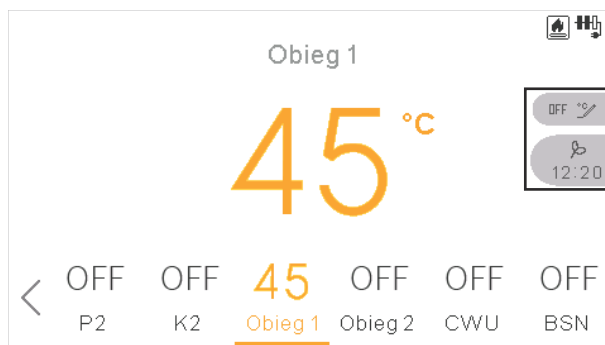 Obieg 1
45 °C
OFF °C
12:20
OFF OFF 45 OFF OFF OFF
P2 K2 Obieg 1 Obieg 2 CWU BSN